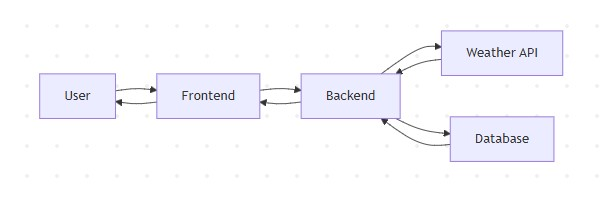 User
Frontend
Backend
Weather API
Database